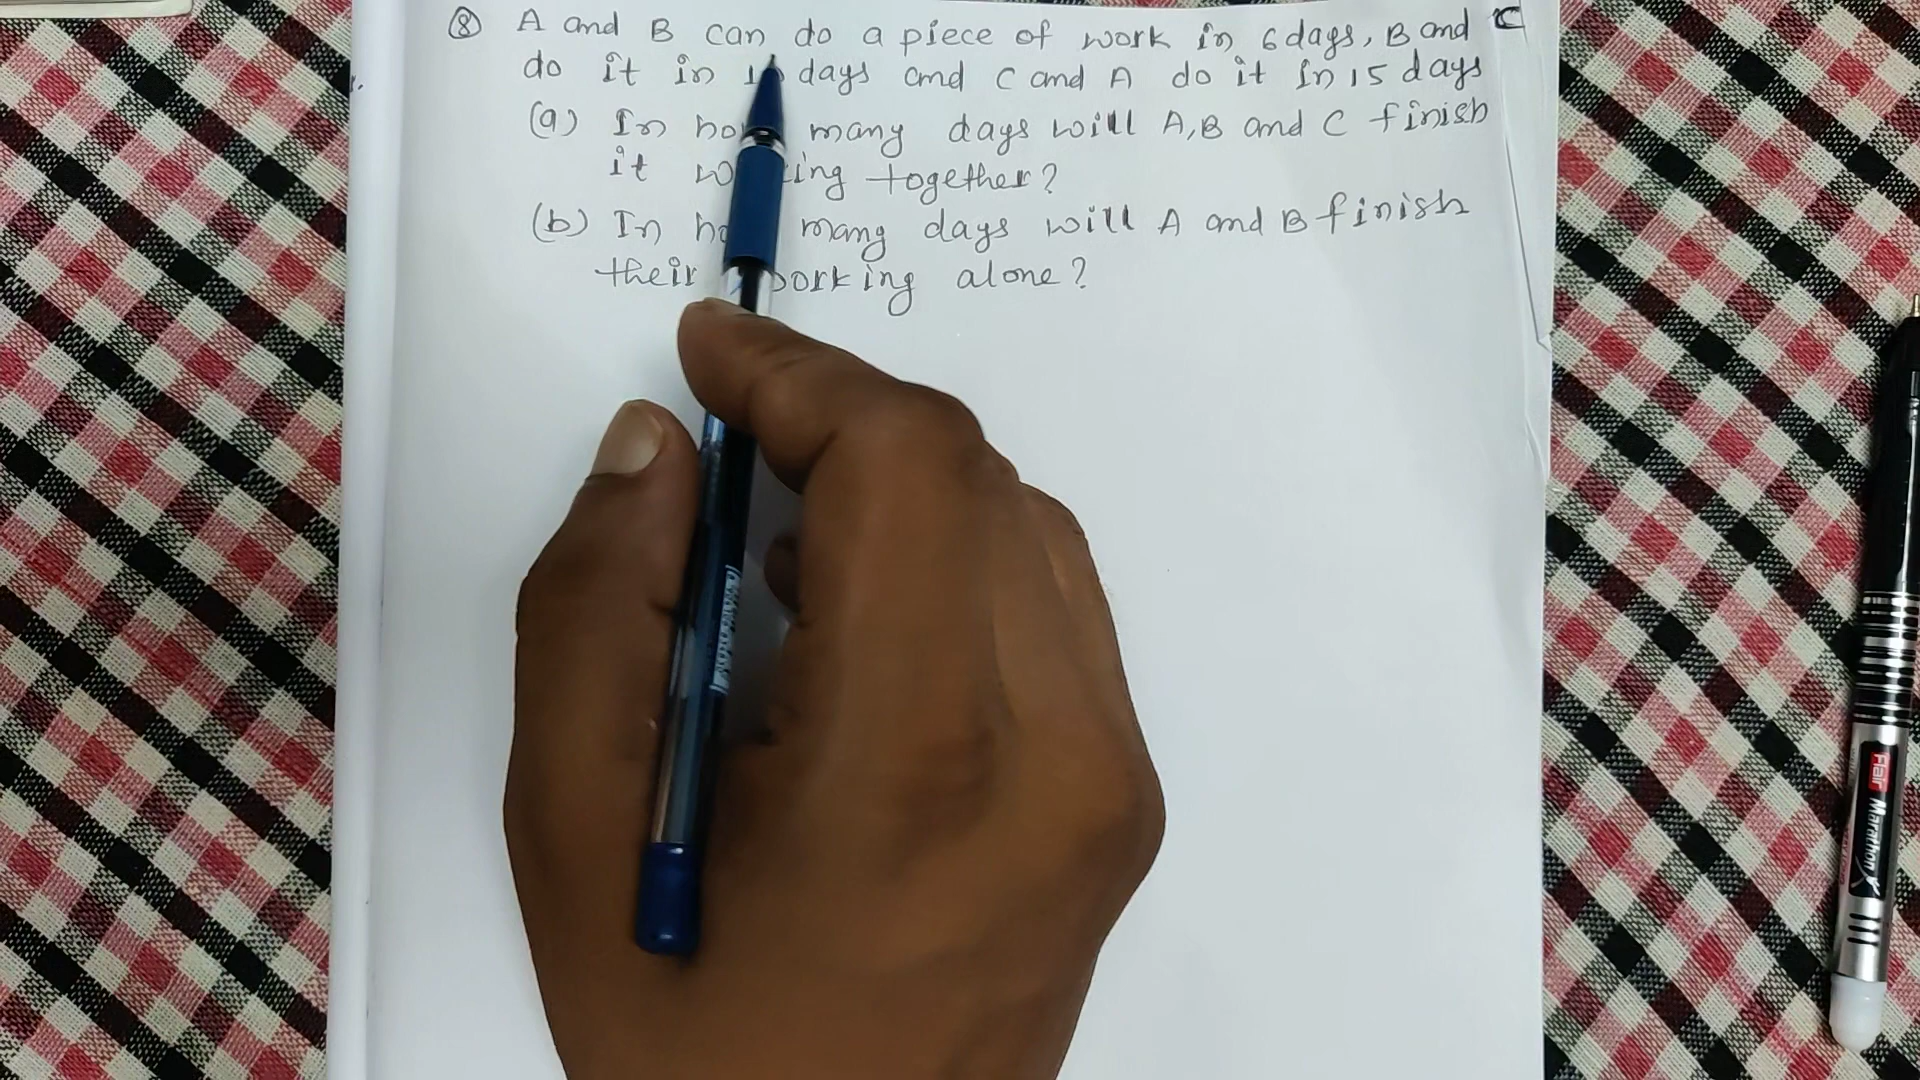 ⑧ A and B can do a piece of work in 6 days, B and C
do it in days and C and A do it in 15 days
(a) In many days will A, B and C finish
it together?
(b) In many days will A and B finish
their alone?
Flair Marathon